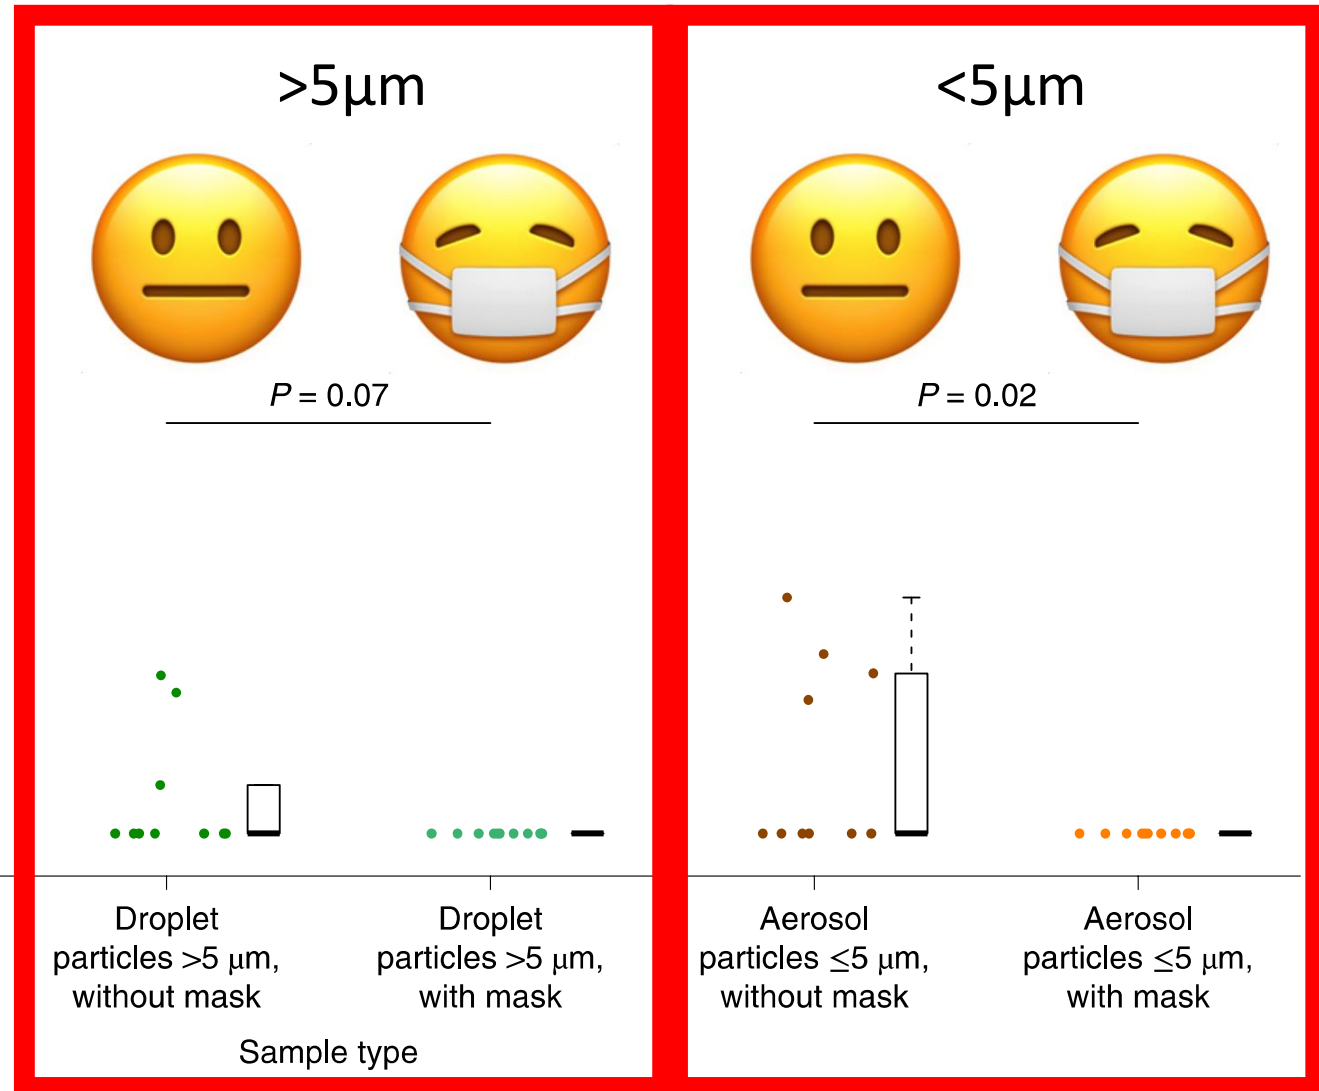 >5μm
P = 0.07
Droplet
particles >5 μm,
without mask
Droplet
particles >5 μm,
with mask
Sample type
<5μm
P = 0.02
Aerosol
particles ≤5 μm,
without mask
Aerosol
particles ≤5 μm,
with mask